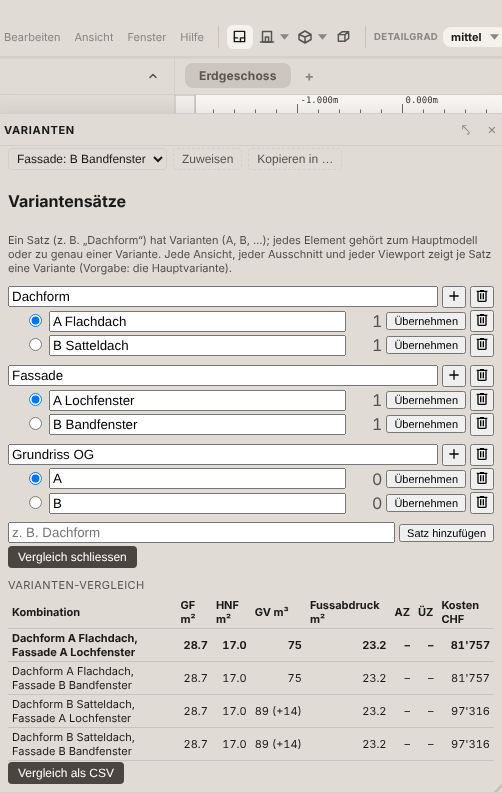 Bearbeiten Ansicht Fenster Hilfe DETAILGRAD mittel
Erdgeschoss +
-1.000m 0.000m
VARIANTEN
Fassade: B Bandfenster Zuweisen Kopieren in …
Variantensätze
Ein Satz (z. B. „Dachform“) hat Varianten (A, B, …); jedes Element gehört zum Hauptmodell
oder zu genau einer Variante. Jede Ansicht, jeder Ausschnitt und jeder Viewport zeigt je Satz
eine Variante (Vorgabe: die Hauptvariante).
Dachform
A Flachdach 1 Übernehmen
B Satteldach 1 Übernehmen
Fassade
A Lochfenster 1 Übernehmen
B Bandfenster 1 Übernehmen
Grundriss OG
A 0 Übernehmen
B 0 Übernehmen
z. B. Dachform Satz hinzufügen
Vergleich schliessen
VARIANTEN-VERGLEICH
Kombination GF m² HNF m² GV m³ Fussabdruck m² AZ ÜZ Kosten CHF
Dachform A Flachdach,
Fassade A Lochfenster 28.7 17.0 75 23.2 – – 81'757
Dachform A Flachdach,
Fassade B Bandfenster 28.7 17.0 75 23.2 – – 81'757
Dachform B Satteldach,
Fassade A Lochfenster 28.7 17.0 89 (+14) 23.2 – – 97'316
Dachform B Satteldach,
Fassade B Bandfenster 28.7 17.0 89 (+14) 23.2 – – 97'316
Vergleich als CSV